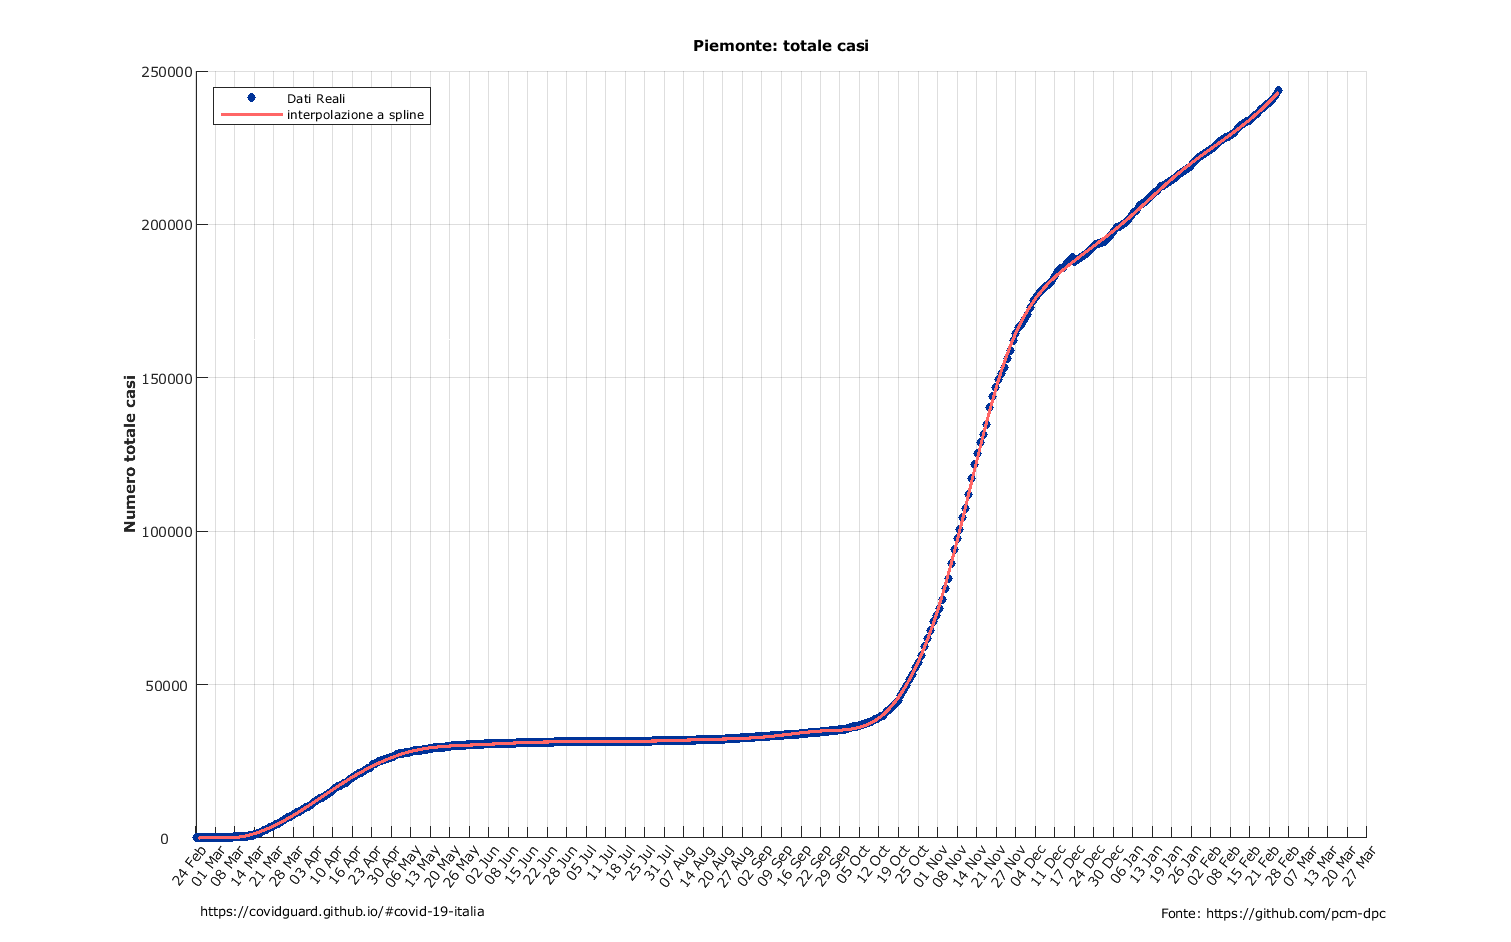 Piemonte: totale casi
Dati Reali
interpolazione a spline
Numero totale casi
250000
200000
150000
100000
50000
0
24 Feb
01 Mar
08 Mar
14 Mar
21 Mar
28 Mar
03 Apr
10 Apr
16 Apr
23 Apr
30 Apr
06 May
13 May
20 May
26 May
02 Jun
08 Jun
15 Jun
22 Jun
28 Jun
05 Jul
11 Jul
18 Jul
25 Jul
31 Jul
07 Aug
14 Aug
20 Aug
27 Aug
02 Sep
09 Sep
16 Sep
22 Sep
29 Sep
05 Oct
12 Oct
19 Oct
25 Oct
01 Nov
08 Nov
14 Nov
21 Nov
27 Nov
04 Dec
11 Dec
17 Dec
24 Dec
30 Dec
06 Jan
13 Jan
19 Jan
26 Jan
02 Feb
08 Feb
15 Feb
21 Feb
28 Feb
07 Mar
13 Mar
20 Mar
27 Mar
https://covidguard.github.io/#covid-19-italia
Fonte: https://github.com/pcm-dpc